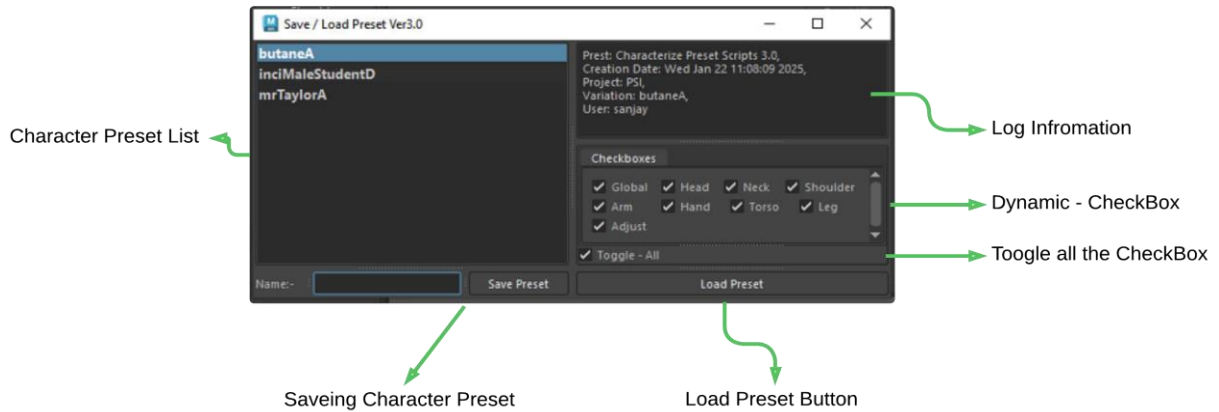 Save / Load Preset Ver3.0
butaneA
inciMaleStudentD
mrTaylorA
Prest: Characterize Preset Scripts 3.0,
Creation Date: Wed Jan 22 11:08:09 2025,
Project: PSI,
Variation: butaneA,
User: sanjay
Checkboxes
Global Head Neck Shoulder
Arm Hand Torso Leg
Adjust
Toggle - All
Name:- Save Preset Load Preset
Character Preset List
Log Infromation
Dynamic - CheckBox
Toogle all the CheckBox
Saveing Character Preset
Load Preset Button